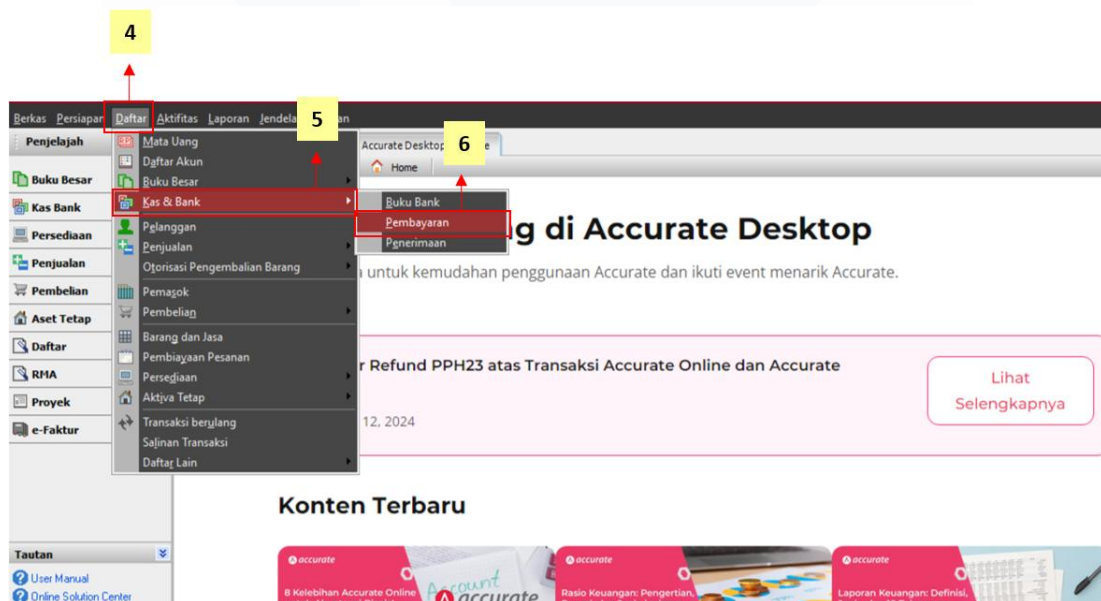 4
Berkas Persiapan Daftar Aktifitas Laporan Jendela
5
Penjelajah
Mata Uang
Accurate Desktop
6
Daftar Akun
Home
Buku Besar
Buku Besar
Kas Bank
Kas & Bank
Buku Bank
Pembayaran
Penerimaan
g di Accurate Desktop
Persediaan
Pelanggan
Penjualan
Penjualan
Otorisasi Pengembalian Barang
untuk kemudahan penggunaan Accurate dan ikuti event menarik Accurate.
Pembelian
Pemasok
Pembelian
Aset Tetap
Barang dan Jasa
Daftar
Pembiayaan Pesanan
RMA
Persediaan
Refund PPH23 atas Transaksi Accurate Online dan Accurate
Lihat
Selengkapnya
Proyek
Aktiva Tetap
e-Faktur
Transaksi berulang
12, 2024
Salinan Transaksi
Daftar Lain
Konten Terbaru
Tautan
User Manual
Online Solution Center
accurate
8 Kelebihan Accurate Online
Account
accurate
accurate
Rasio Keuangan: Pengertian,
accurate
Laporan Keuangan: Definisi,